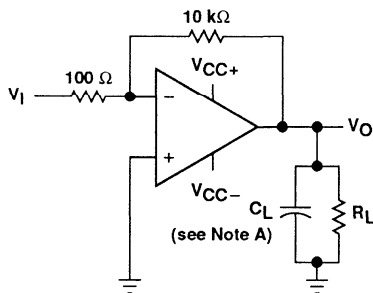 10 kΩ
100 Ω
VCC+
VI
−
+
VO
VCC−
CL
RL
(see Note A)